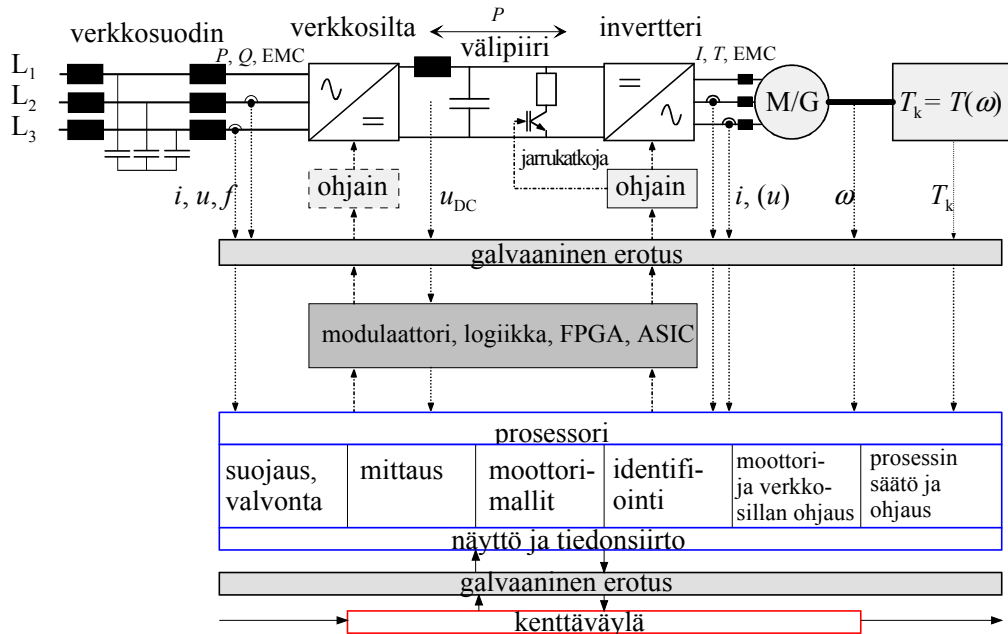 verkkosuodin
verkkosilta
P
välipiiri
invertteri
P, Q, EMC
I, T, EMC
L1
L2
L3
M/G
Tk = T(ω)
jarrukatkoja
ohjain
ohjain
i, u, f
uDC
i, (u)
ω
Tk
galvaaninen erotus
modulaattori, logiikka, FPGA, ASIC
prosessori
suojaus,
valvonta
mittaus
moottori-
mallit
identifi-
ointi
moottori-
ja verkko-
sillan ohjaus
prosessin
säätö ja
ohjaus
näyttö ja tiedonsiirto
galvaaninen erotus
kenttäväylä